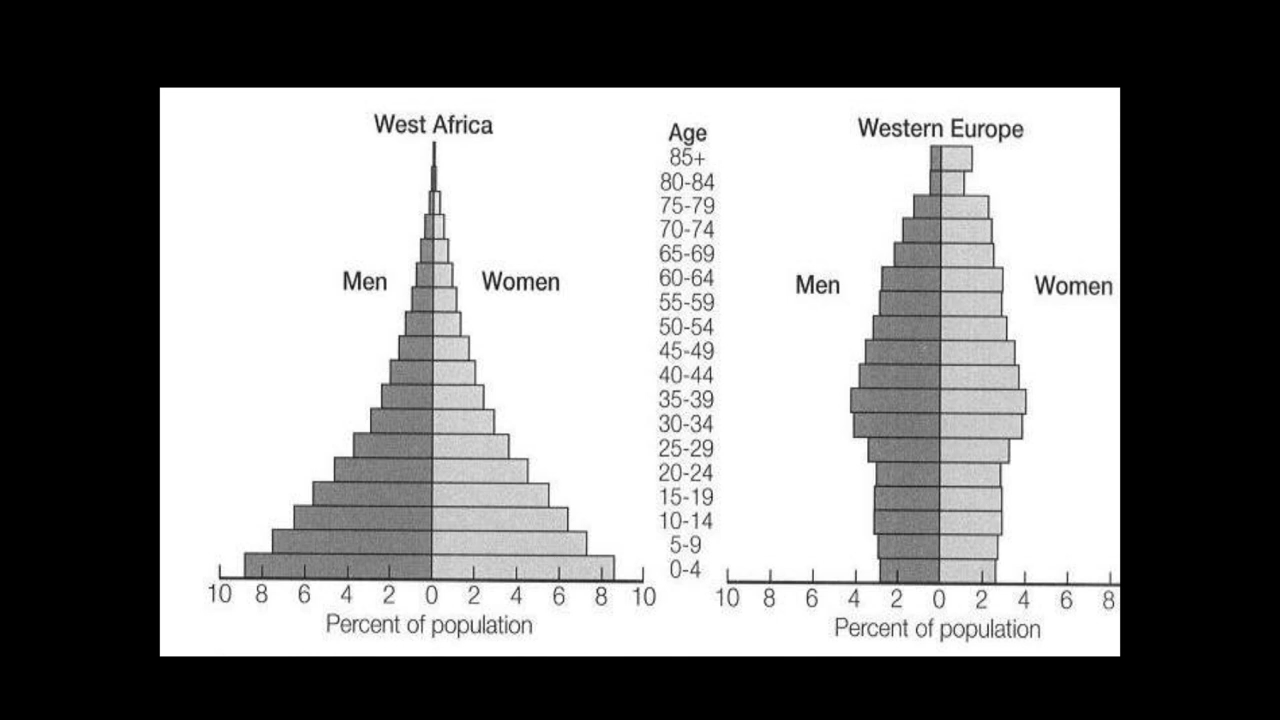 West Africa
Men
Women
10 8 6 4 2 0 2 4 6 8 10
Percent of population
Age
85+
80-84
75-79
70-74
65-69
60-64
55-59
50-54
45-49
40-44
35-39
30-34
25-29
20-24
15-19
10-14
5-9
0-4
Western Europe
Men
Women
10 8 6 4 2 0 2 4 6 8
Percent of population